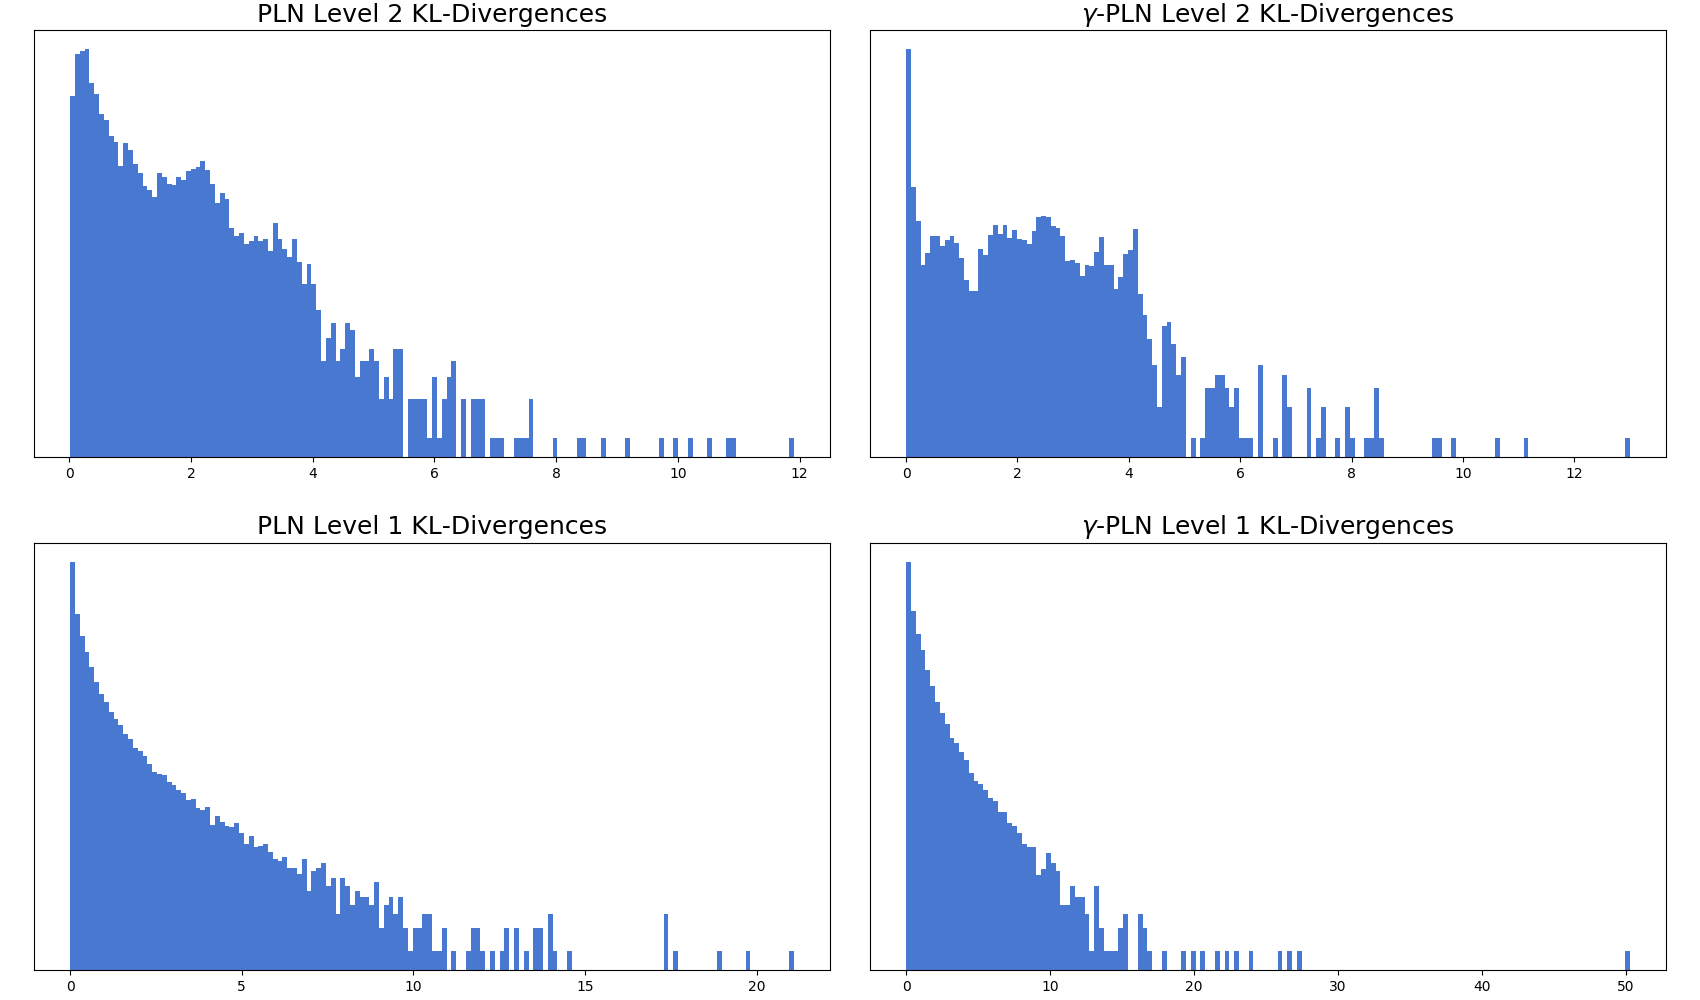 PLN Level 2 KL-Divergences
γ-PLN Level 2 KL-Divergences
0 2 4 6 8 10 12
0 2 4 6 8 10 12
PLN Level 1 KL-Divergences
γ-PLN Level 1 KL-Divergences
0 5 10 15 20
0 10 20 30 40 50